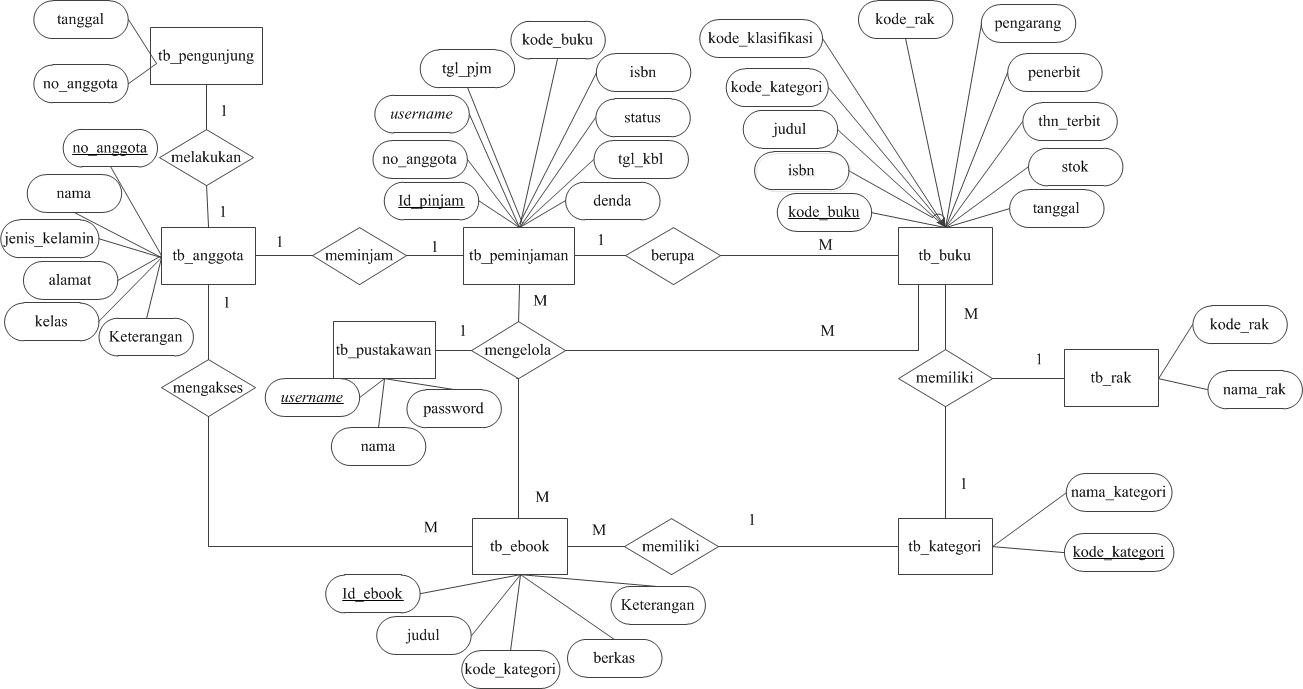 tanggal
tb_pengunjung
no_anggota
1
melakukan
1
no_anggota
nama
jenis_kelamin
alamat
kelas
Keterangan
tb_anggota
1
meminjam
1
kode_buku
tgl_pjm
isbn
username
status
no_anggota
tgl_kbl
Id_pinjam
denda
tb_peminjaman
1
berupa
M
kode_rak
pengarang
kode_klasifikasi
penerbit
kode_kategori
thn_terbit
judul
stok
isbn
tanggal
kode_buku
tb_buku
1
mengakses
M
M
tb_pustakawan
1
mengelola
M
username
password
nama
M
memiliki
1
tb_rak
kode_rak
nama_rak
1
M
tb_ebook
M
memiliki
1
tb_kategori
nama_kategori
kode_kategori
Id_ebook
Keterangan
judul
kode_kategori
berkas